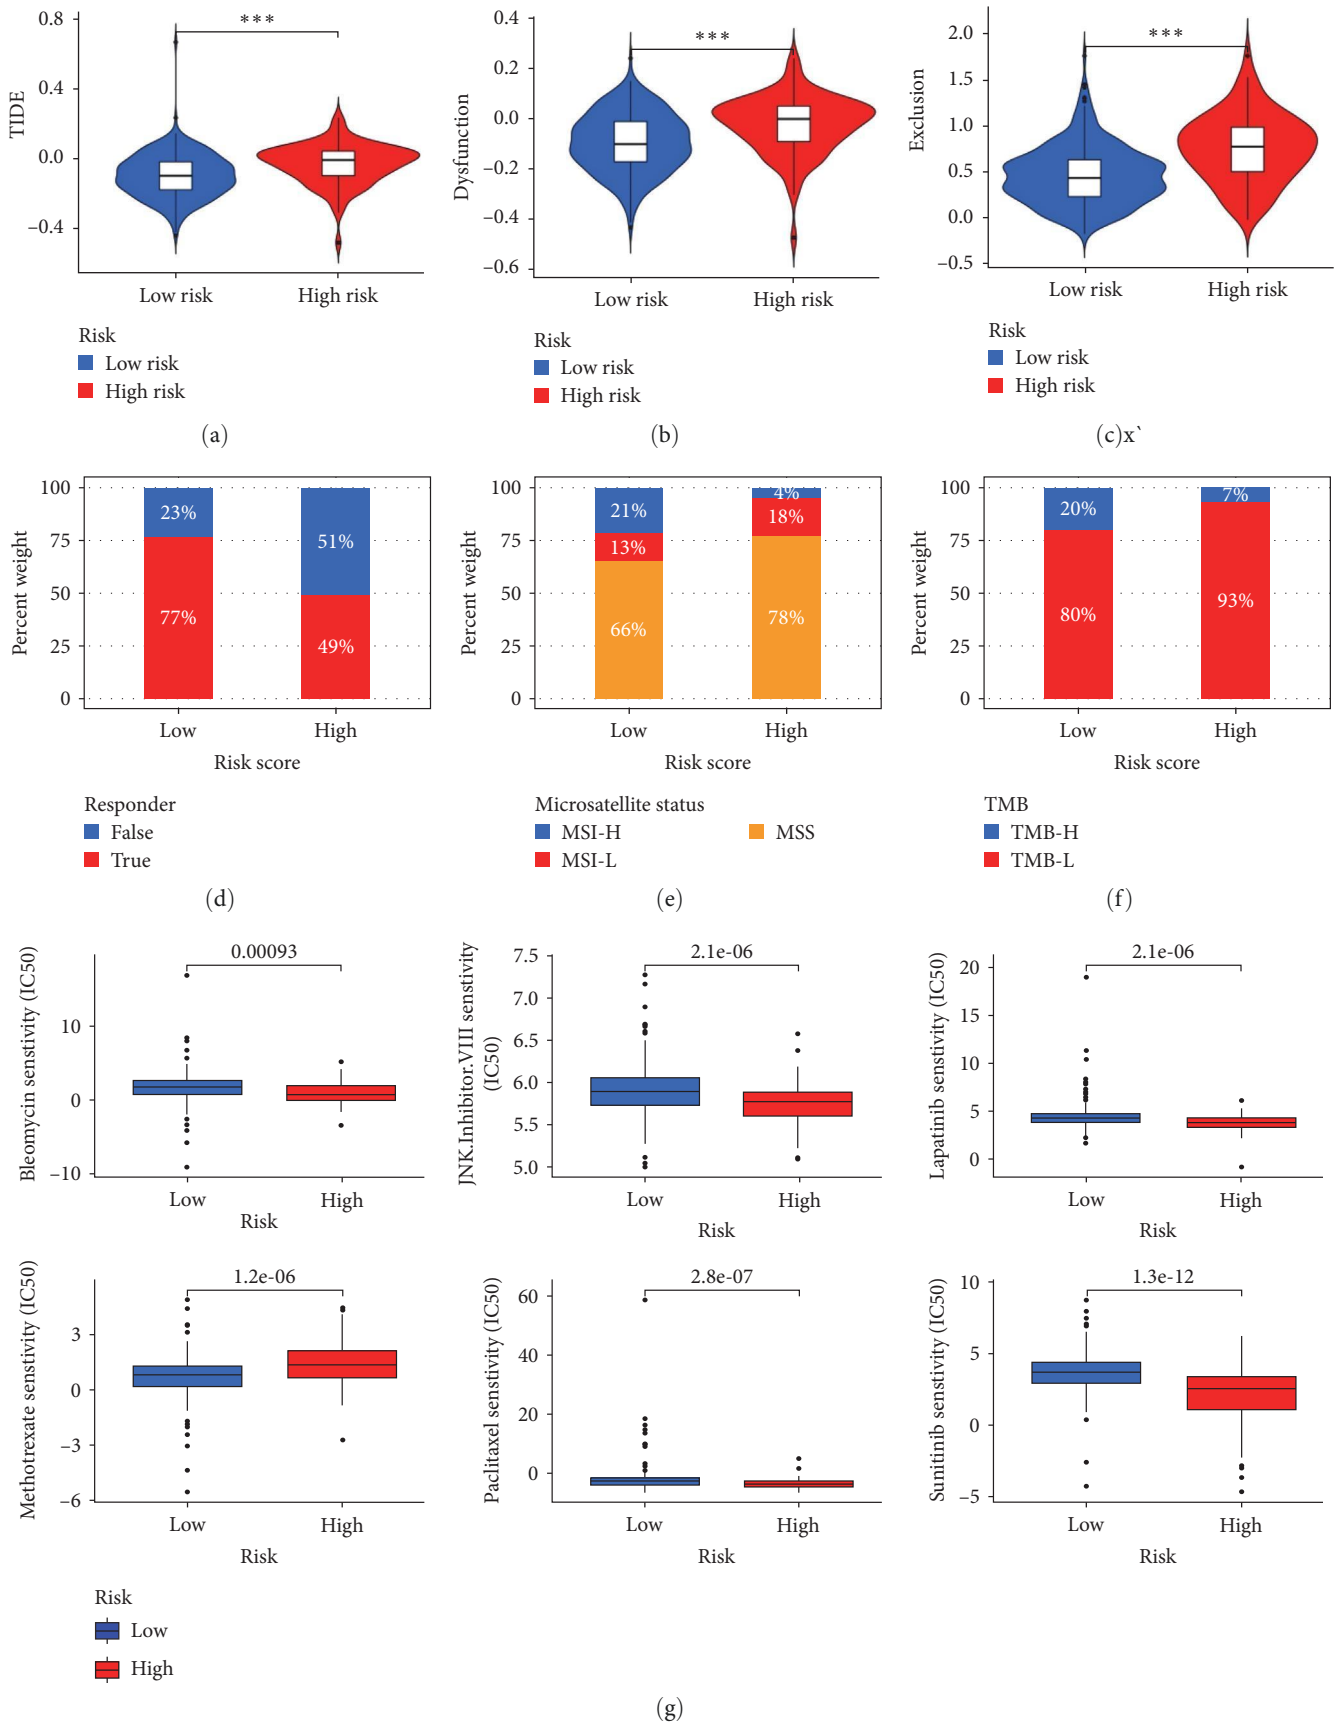 TIDE
0.8
0.4
0.0
–0.4
***
Low risk
High risk
Risk
Low risk
High risk
(a)
Dysfunction
0.4
0.2
0.0
–0.2
–0.4
–0.6
***
Low risk
High risk
Risk
Low risk
High risk
(b)
Exclusion
2.0
1.5
1.0
0.5
0.0
–0.5
***
Low risk
High risk
Risk
Low risk
High risk
(c)x`
Percent weight
100
75
50
25
0
23%
77%
51%
49%
Low
High
Risk score
Responder
False
True
(d)
Percent weight
100
75
50
25
0
21%
13%
66%
4%
18%
78%
Low
High
Risk score
Microsatellite status
MSI-H
MSS
MSI-L
(e)
Percent weight
100
75
50
25
0
20%
80%
7%
93%
Low
High
Risk score
TMB
TMB-H
TMB-L
(f)
Bleomycin senstivity (IC50)
10
0
–10
0.00093
Low
High
Risk
JNK.Inhibitor.VIII senstivity
(IC50)
7.5
7.0
6.5
6.0
5.5
5.0
2.1e-06
Low
High
Risk
Lapatinib senstivity (IC50)
20
15
10
5
0
2.1e-06
Low
High
Risk
Methotrexate senstivity (IC50)
3
0
–3
–6
1.2e-06
Low
High
Risk
Paclitaxel senstivity (IC50)
60
40
20
0
2.8e-07
Low
High
Risk
Sunitinib senstivity (IC50)
10
5
0
–5
1.3e-12
Low
High
Risk
Risk
Low
High
(g)